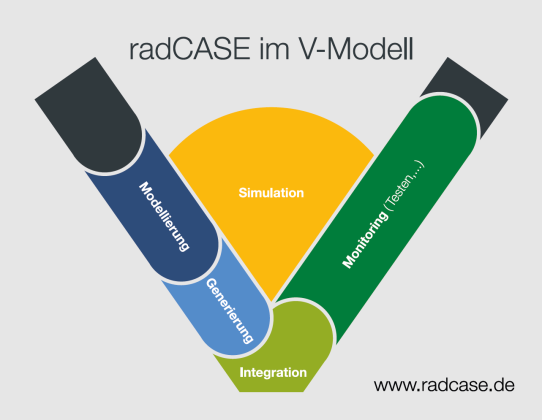 radCASE im V-Modell
Simulation
Modellierung
Monitoring (Testen,...)
Generierung
Integration
www.radcase.de